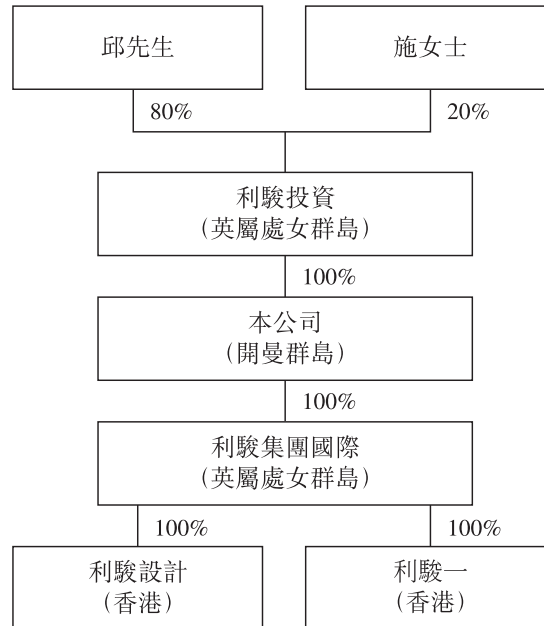 邱先生
施女士
80%
20%
利駿投資
(英屬處女群島)
100%
本公司
(開曼群島)
100%
利駿集團國際
(英屬處女群島)
100%
100%
利駿設計
(香港)
利駿一
(香港)